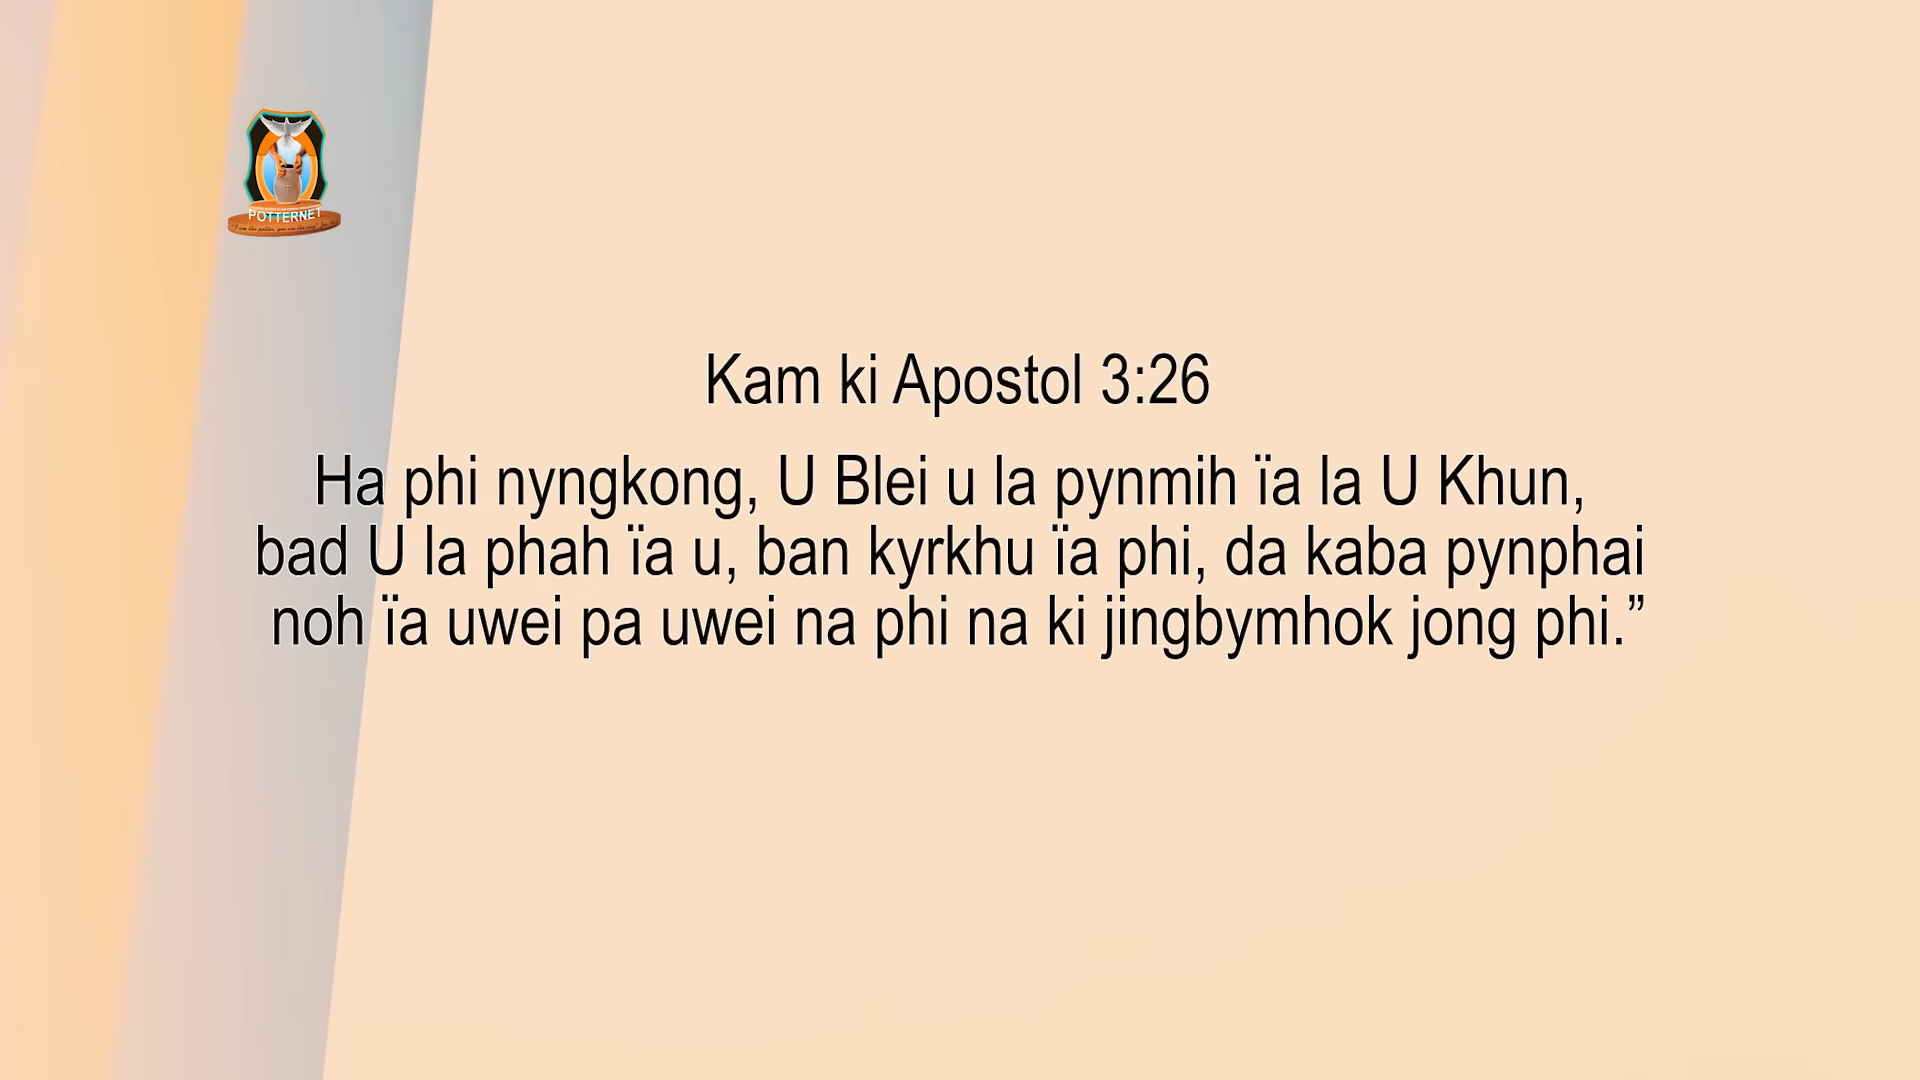 POTTERNET
Kam ki Apostol 3:26
Ha phi nyngkong, U Blei u la pynmih ïa la U Khun,
bad U la phah ïa u, ban kyrkhu ïa phi, da kaba pynphai
noh ïa uwei pa uwei na phi na ki jingbymhok jong phi.”